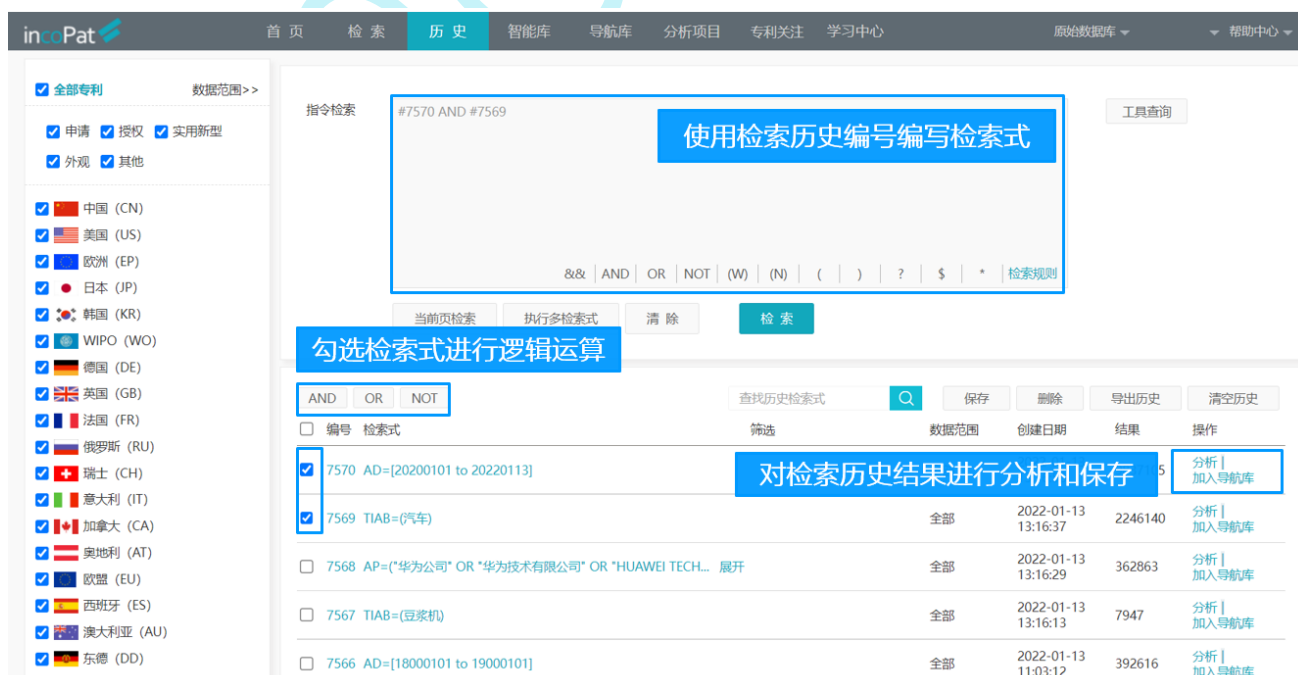 incoPat
首 页 检 索 历 史 智能库 导航库 分析项目 专利关注 学习中心 原始数据库 帮助中心
全部专利 数据范围>>
申请 授权 实用新型
外观 其他
中国 (CN)
美国 (US)
欧洲 (EP)
日本 (JP)
韩国 (KR)
WIPO (WO)
德国 (DE)
英国 (GB)
法国 (FR)
俄罗斯 (RU)
瑞士 (CH)
意大利 (IT)
加拿大 (CA)
奥地利 (AT)
欧盟 (EU)
西班牙 (ES)
澳大利亚 (AU)
东德 (DD)
指令检索
#7570 AND #7569
使用检索历史编号编写检索式
工具查询
&& AND OR NOT (W) (N) ( ) ? $ * 检索规则
当前页检索 执行多检索式 清 除 检 索
勾选检索式进行逻辑运算
AND OR NOT 查找历史检索式 保存 删除 导出历史 清空历史
编号 检索式 筛选 数据范围 创建日期 结果 操作
7570 AD=[20200101 to 20220113] 分析 |
加入导航库
对检索历史结果进行分析和保存
7569 TIAB=(汽车) 全部 2022-01-13 2246140 分析 |
13:16:37 加入导航库
7568 AP=("华为公司" OR "华为技术有限公司" OR "HUAWEI TECH... 展开 全部 2022-01-13 362863 分析 |
13:16:29 加入导航库
7567 TIAB=(豆浆机) 全部 2022-01-13 7947 分析 |
13:16:13 加入导航库
7566 AD=[18000101 to 19000101] 全部 2022-01-13 392616 分析 |
11:03:12 加入导航库